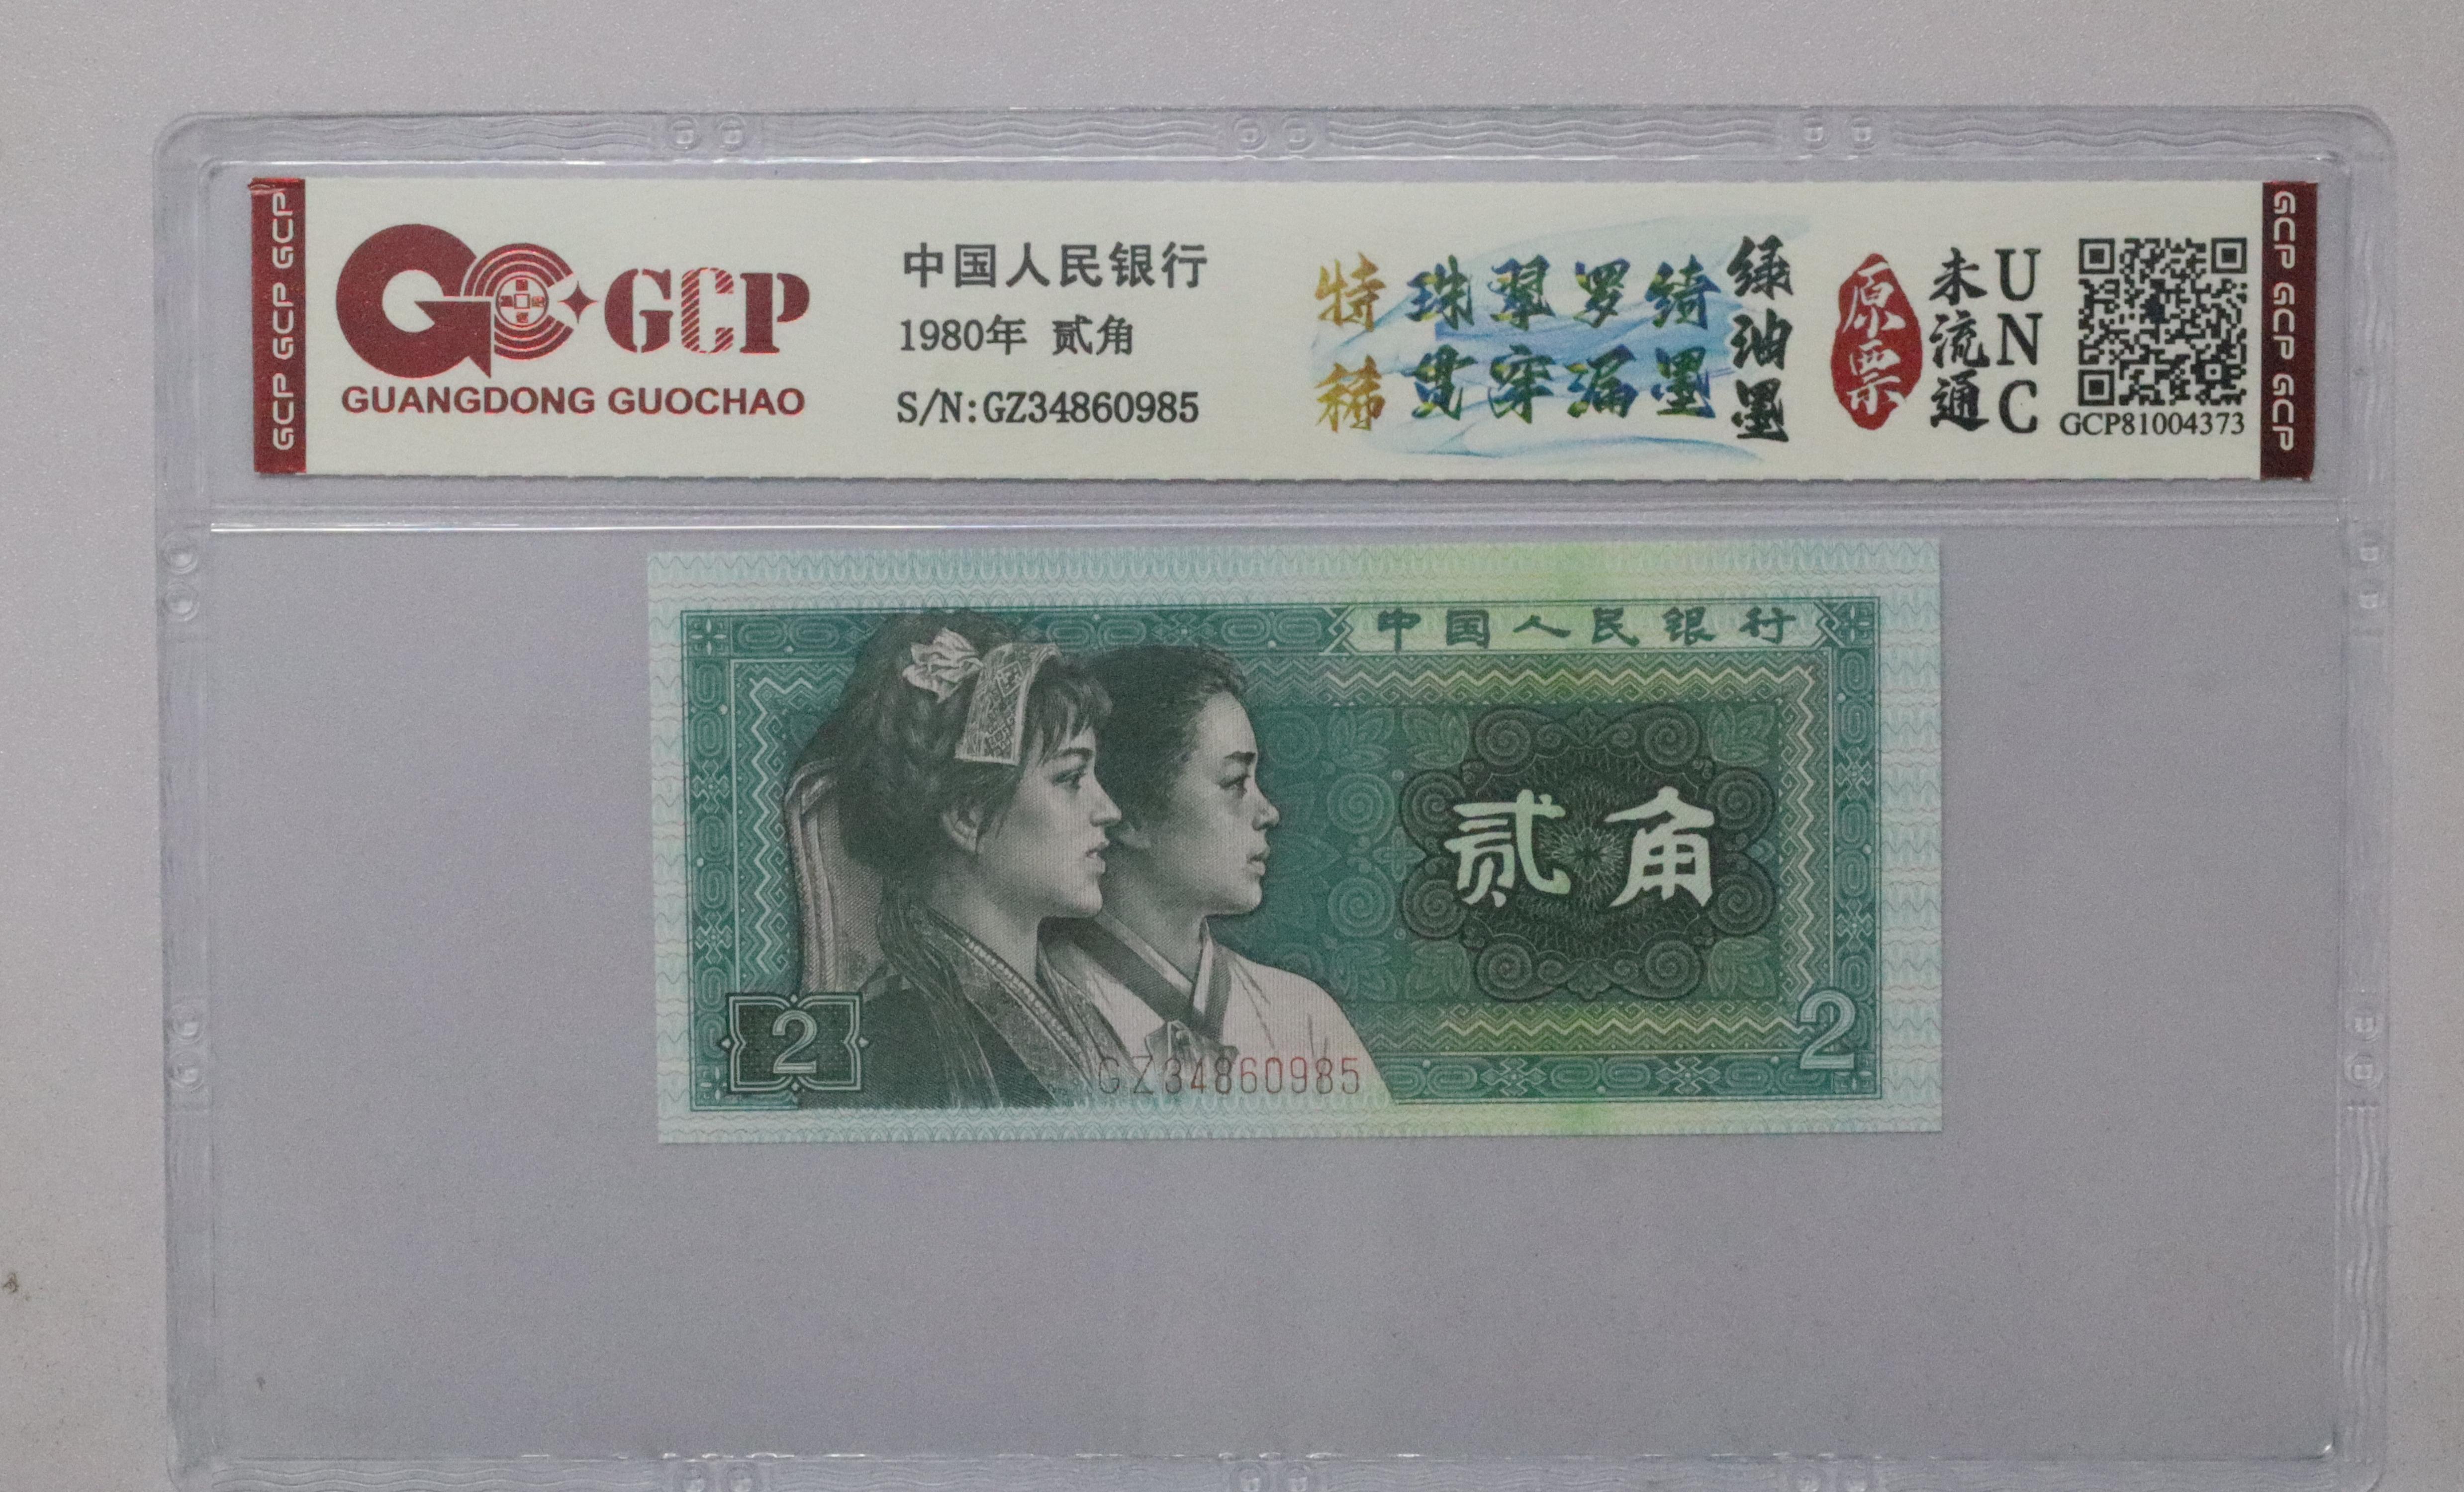 GCP GCP GCP
GCP
GUANGDONG GUOCHAO
中国人民银行
1980年 贰角
S/N:GZ34860985
特稀
珠翠罗绮
贯穿漏墨
绿油墨
原票
未流通
UNC
GCP81004373
GCP GCP GCP
中国人民银行
贰角
2
GZ34860985
2